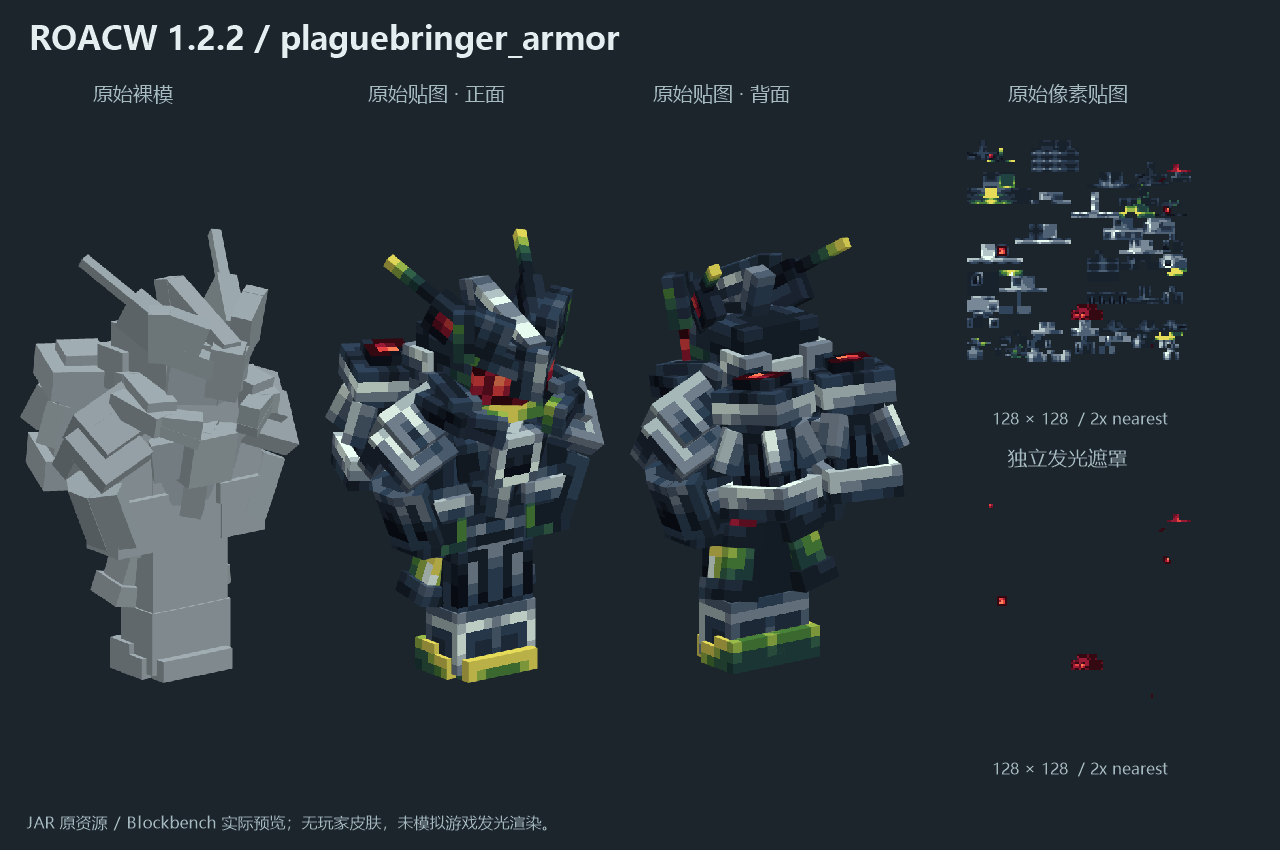 ROACW 1.2.2 / plaguebringer_armor
原始裸模
原始贴图 · 正面
原始贴图 · 背面
原始像素贴图
128 × 128 / 2x nearest
独立发光遮罩
128 × 128 / 2x nearest
JAR 原资源 / Blockbench 实际预览；无玩家皮肤，未模拟游戏发光渲染。